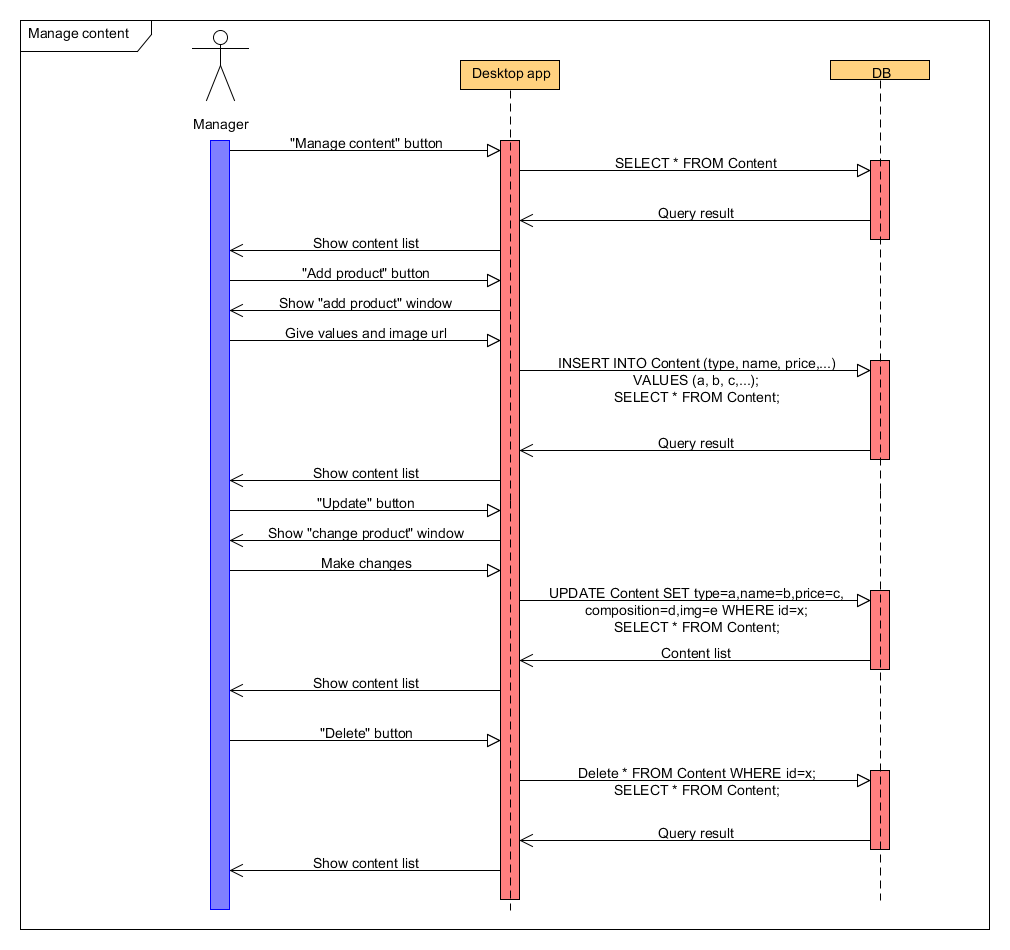 Manage content
Manager
Desktop app
DB
"Manage content" button
SELECT * FROM Content
Query result
Show content list
"Add product" button
Show "add product" window
Give values and image url
INSERT INTO Content (type, name, price,...)
VALUES (a, b, c,...);
SELECT * FROM Content;
Query result
Show content list
"Update" button
Show "change product" window
Make changes
UPDATE Content SET type=a,name=b,price=c,
composition=d,img=e WHERE id=x;
SELECT * FROM Content;
Content list
Show content list
"Delete" button
Delete * FROM Content WHERE id=x;
SELECT * FROM Content;
Query result
Show content list